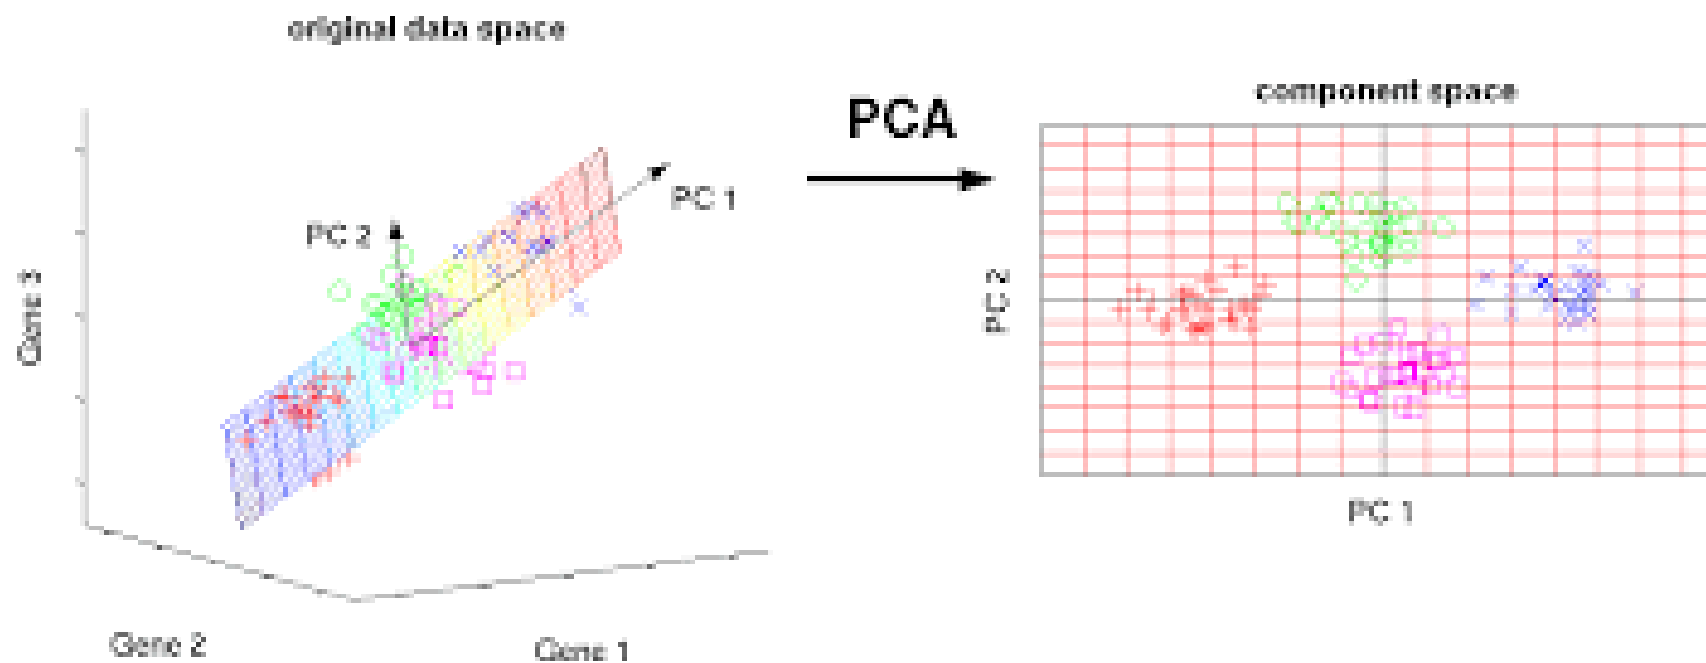 original data space
PCA
component space
PC 1
PC 2
Gene 3
PC 2
Gene 2
Gene 1
PC 1